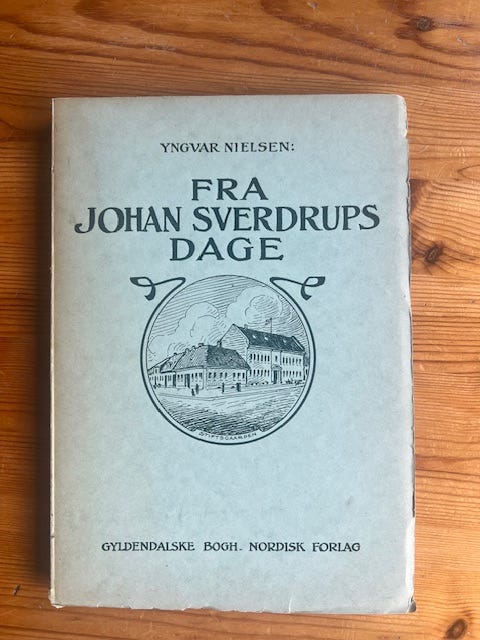 YNGVAR NIELSEN:
FRA
JOHAN SVERDRUPS
DAGE
STIFTSGAARDEN
GYLDENDALSKE BOGH. NORDISK FORLAG